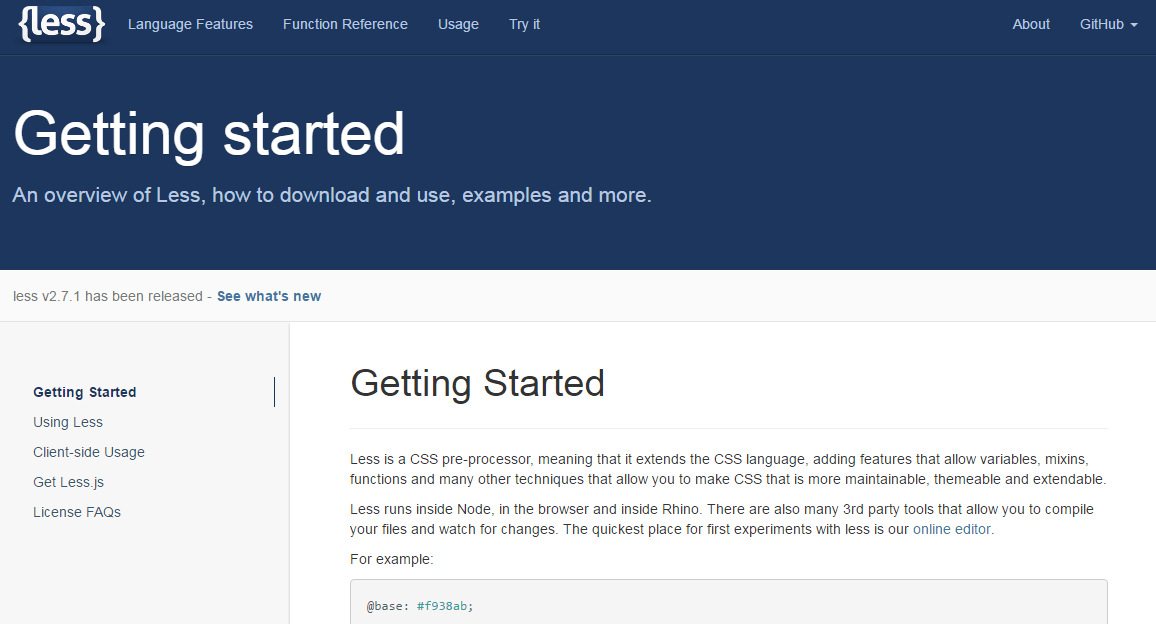 {less}
Language Features
Function Reference
Usage
Try it
About
GitHub
Getting started
An overview of Less, how to download and use, examples and more.
less v2.7.1 has been released - See what's new
Getting Started
Using Less
Client-side Usage
Get Less.js
License FAQs
Getting Started
Less is a CSS pre-processor, meaning that it extends the CSS language, adding features that allow variables, mixins,
functions and many other techniques that allow you to make CSS that is more maintainable, themeable and extendable.
Less runs inside Node, in the browser and inside Rhino. There are also many 3rd party tools that allow you to compile
your files and watch for changes. The quickest place for first experiments with less is our online editor.
For example:
@base: #f938ab;